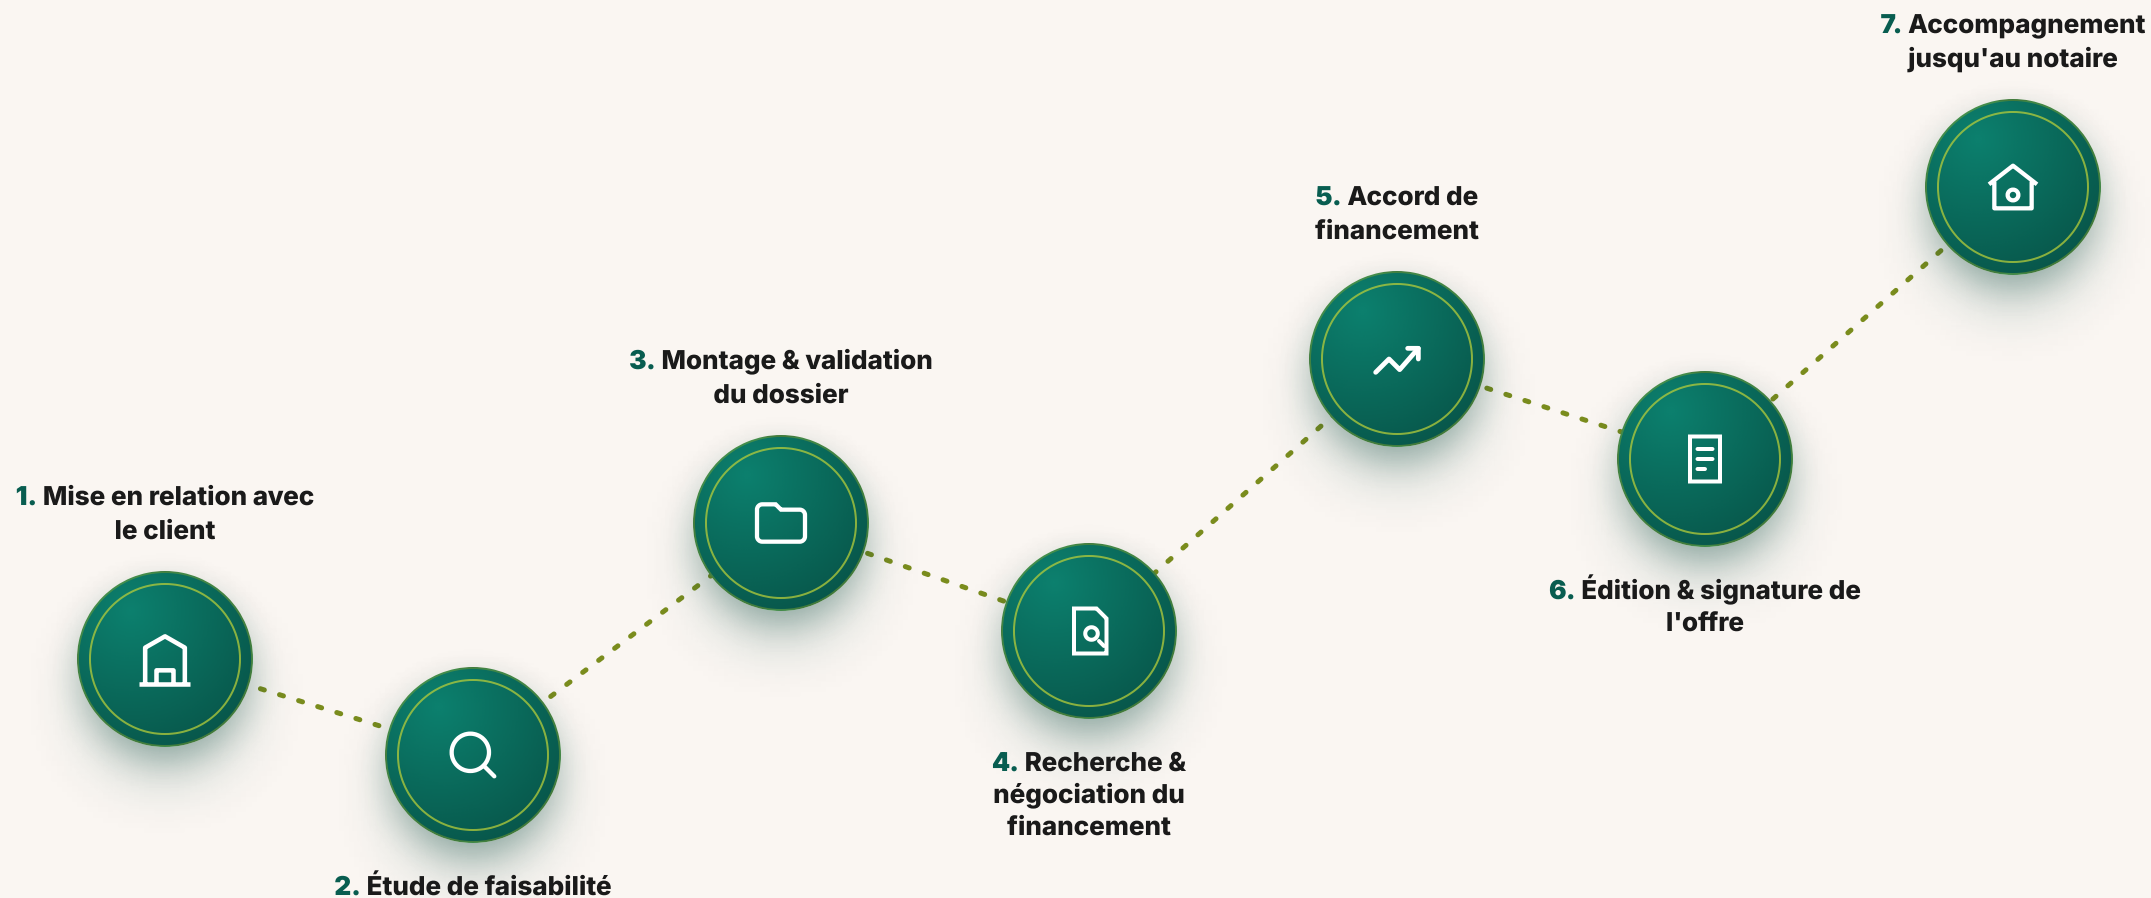 1. Mise en relation avec
le client
2. Étude de faisabilité
3. Montage & validation
du dossier
4. Recherche &
négociation du
financement
5. Accord de
financement
6. Édition & signature de
l'offre
7. Accompagnement
jusqu'au notaire